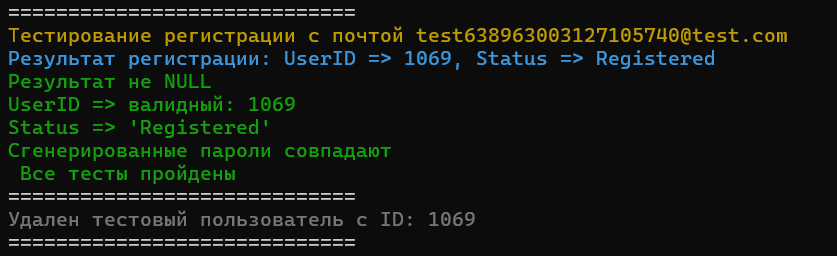 =============================
Тестирование регистрации с почтой test638963003127105740@test.com
Результат регистрации: UserID => 1069, Status => Registered
Результат не NULL
UserID => валидный: 1069
Status => 'Registered'
Сгенерированные пароли совпадают
 Все тесты пройдены
=============================
Удален тестовый пользователь с ID: 1069
=============================